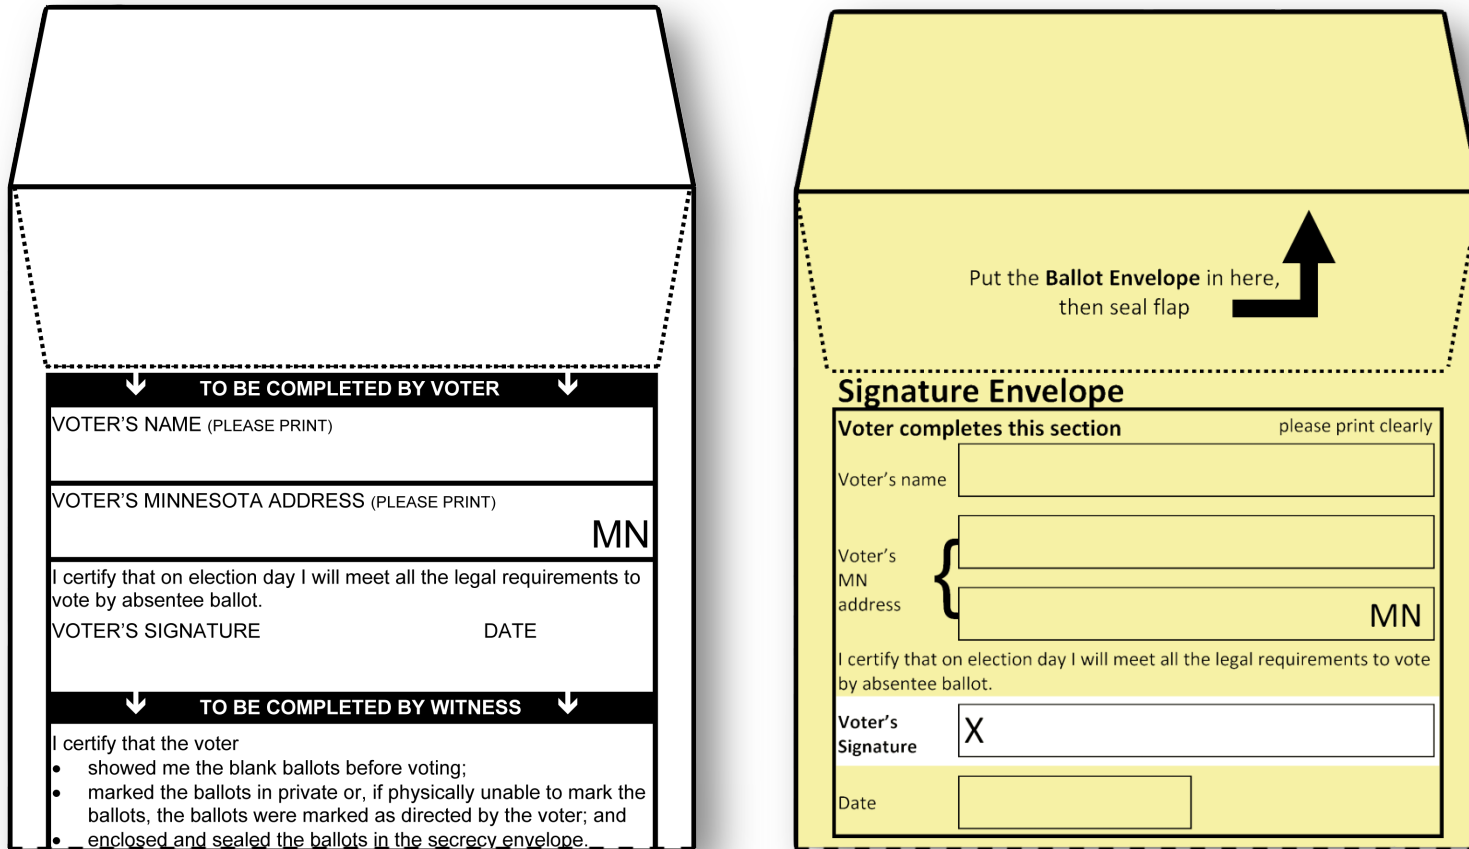 TO BE COMPLETED BY VOTER
VOTER'S NAME (PLEASE PRINT)
VOTER'S MINNESOTA ADDRESS (PLEASE PRINT)
MN
I certify that on election day I will meet all the legal requirements to
vote by absentee ballot.
VOTER'S SIGNATURE DATE
TO BE COMPLETED BY WITNESS
I certify that the voter
• showed me the blank ballots before voting;
• marked the ballots in private or, if physically unable to mark the
ballots, the ballots were marked as directed by the voter; and
• enclosed and sealed the ballots in the secrecy envelope.
Put the Ballot Envelope in here,
then seal flap
Signature Envelope
Voter completes this section please print clearly
Voter's name
Voter's
MN
address
MN
I certify that on election day I will meet all the legal requirements to vote
by absentee ballot.
Voter's
Signature
X
Date